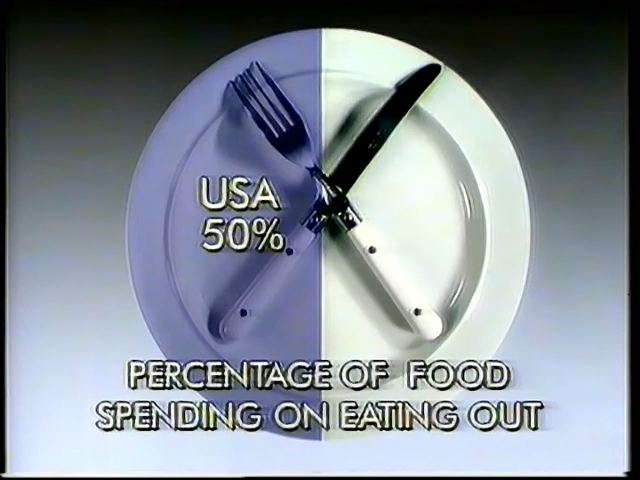 USA
50%
PERCENTAGE OF FOOD
SPENDING ON EATING OUT